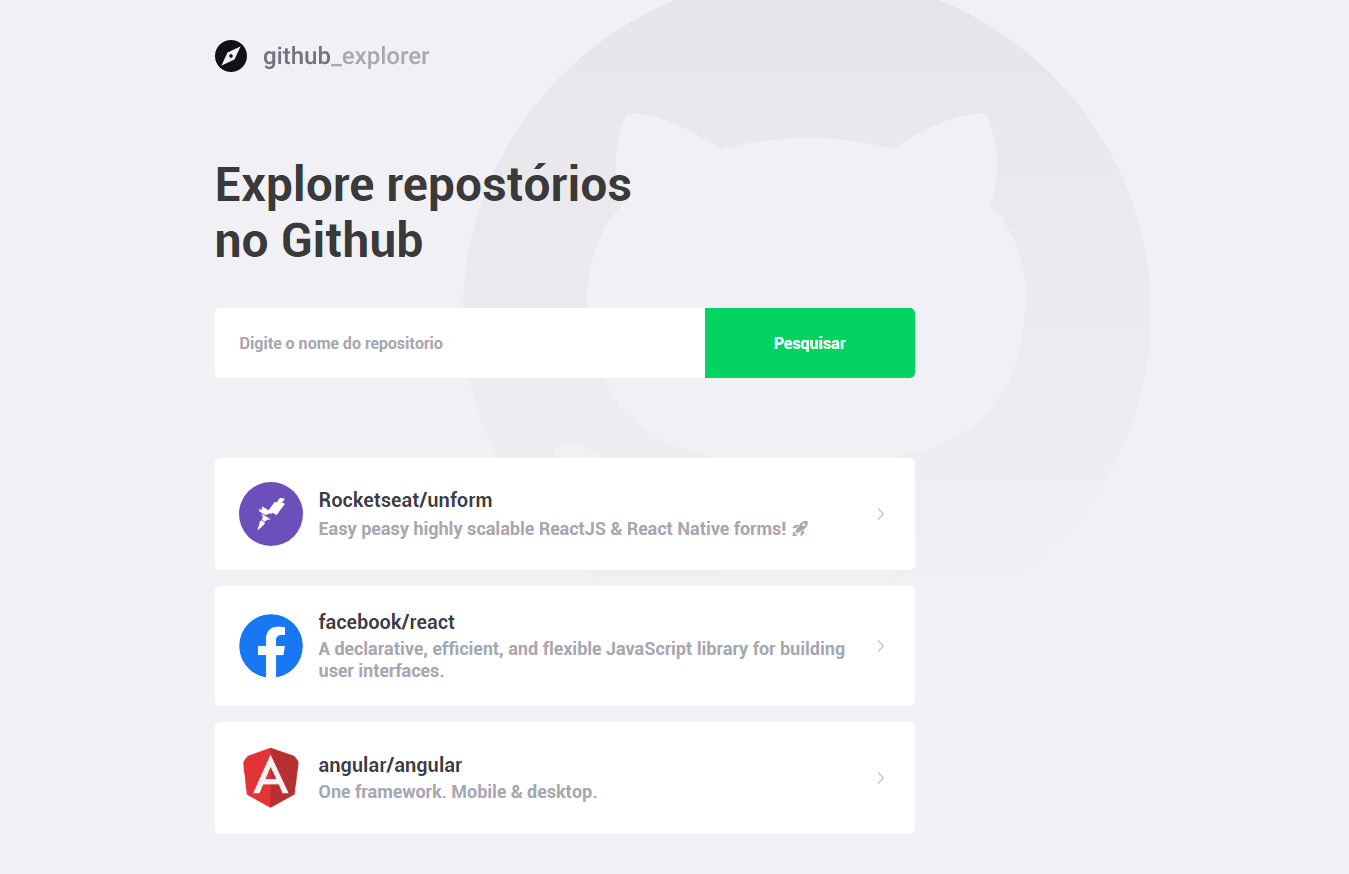 github_explorer
Explore repostórios
no Github
Digite o nome do repositorio
Pesquisar
Rocketseat/unform
Easy peasy highly scalable ReactJS & React Native forms! 🚀
facebook/react
A declarative, efficient, and flexible JavaScript library for building
user interfaces.
angular/angular
One framework. Mobile & desktop.